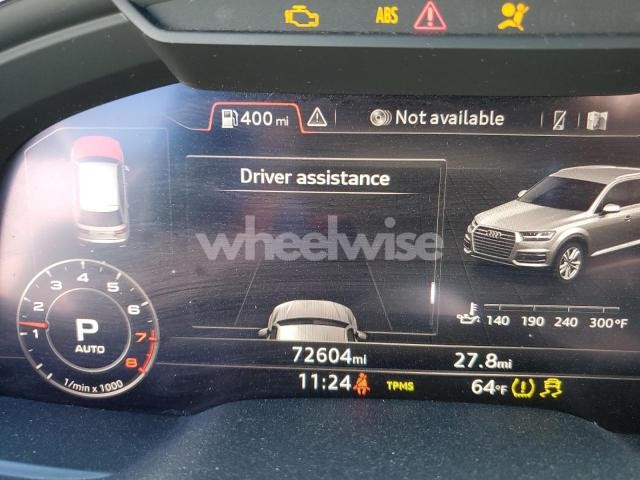 ABS
400 mi
Not available
Driver assistance
wheelwise
1 2 3 4 5 6 7 8
P
AUTO
1/min x 1000
140 190 240 300°F
72604mi
27.8mi
11:24
TPMS
64°F